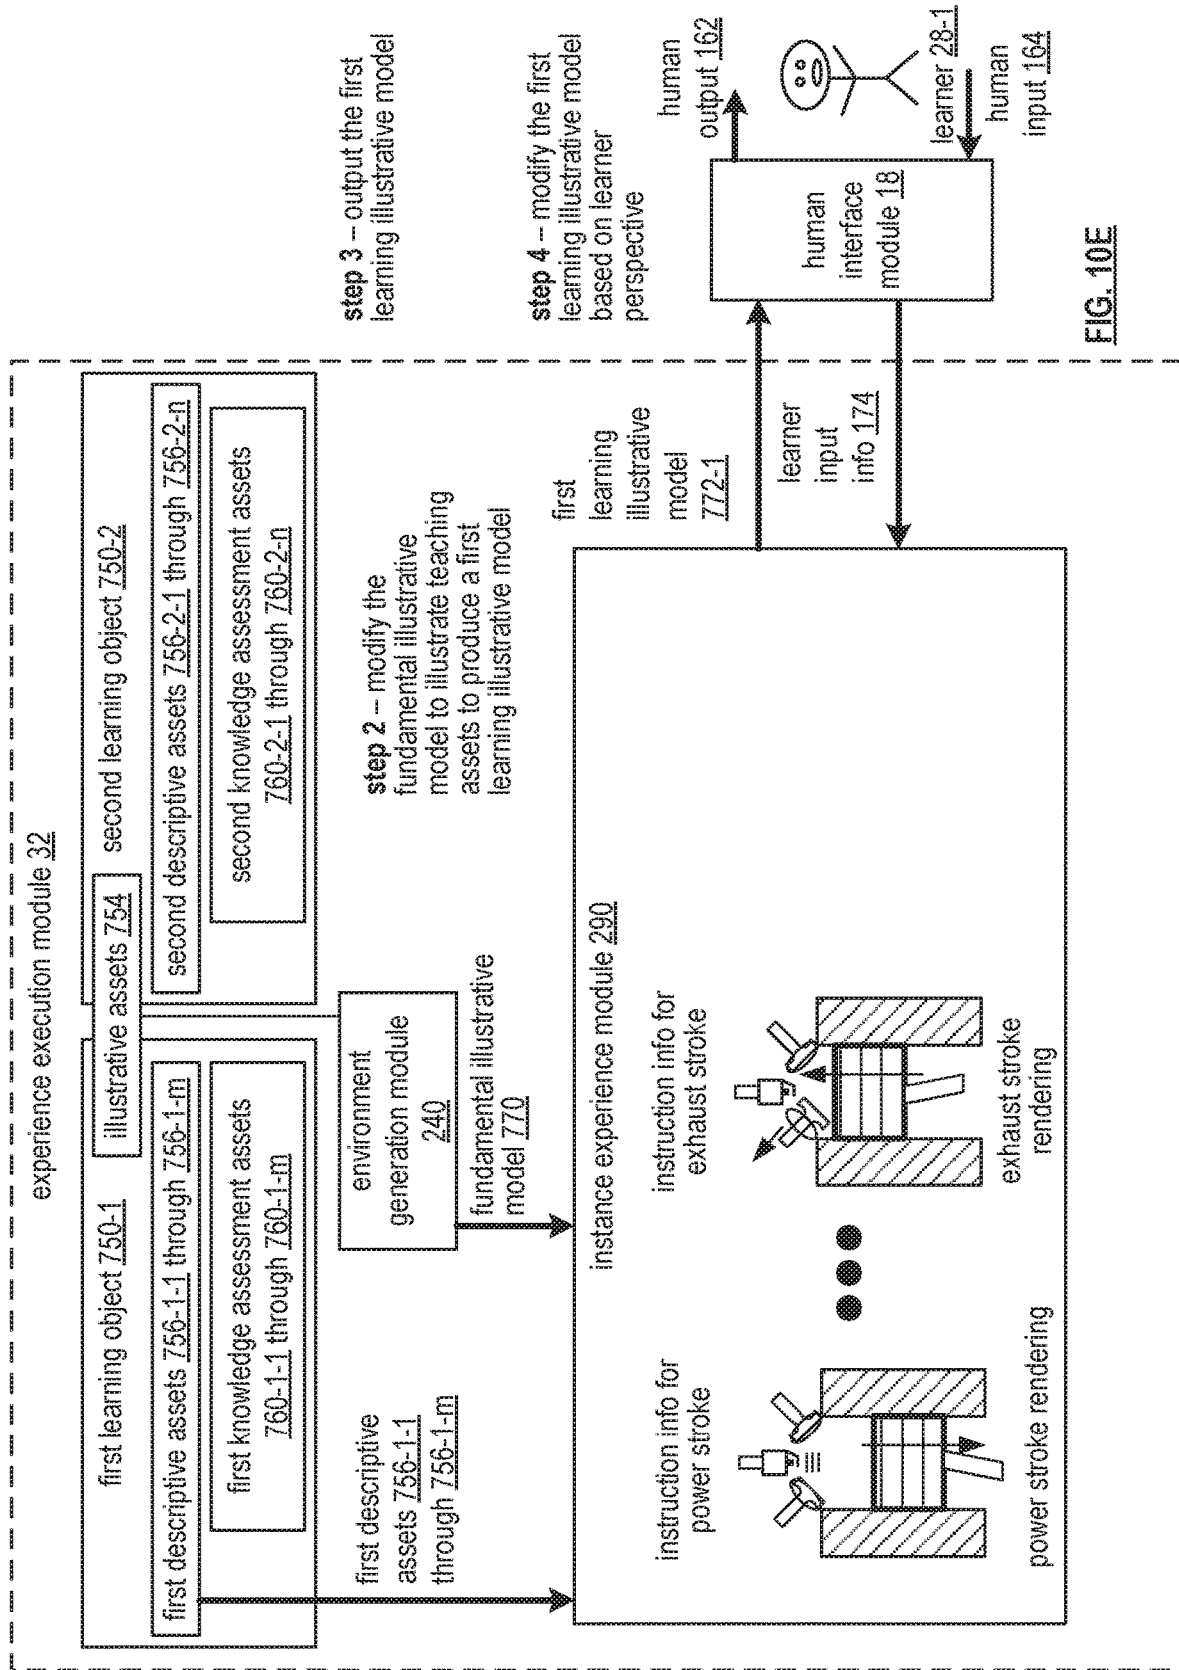 experience execution module 32
first learning object 750-1
illustrative assets 754
second learning object 750-2
first descriptive assets 756-1-1 through 756-1-m
second descriptive assets 756-2-1 through 756-2-n
first knowledge assessment assets
760-1-1 through 760-1-m
second knowledge assessment assets
760-2-1 through 760-2-n
first descriptive
assets 756-1-1
through 756-1-m
environment
generation module
240
fundamental illustrative
model 770
step 2 – modify the
fundamental illustrative
model to illustrate teaching
assets to produce a first
learning illustrative model
step 3 – output the first
learning illustrative model
step 4 – modify the first
learning illustrative model
based on learner
perspective
instance experience module 290
instruction info for
power stroke
power stroke rendering
instruction info for
exhaust stroke
exhaust stroke
rendering
first
learning
illustrative
model
772-1
learner
input
info 174
human
interface
module 18
human
output 162
learner 28-1
human
input 164
FIG. 10E